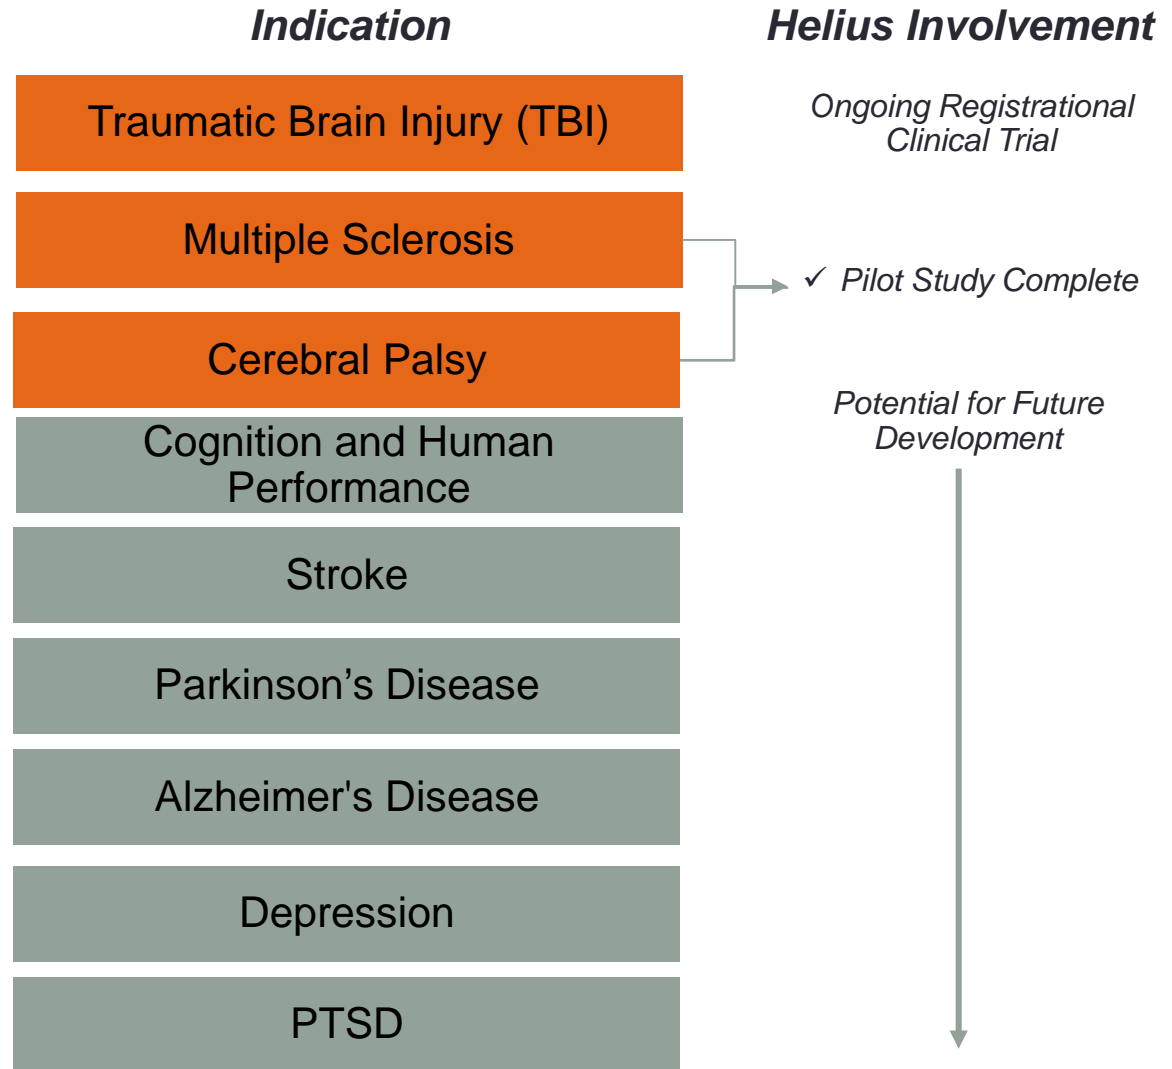 Indication
Helius Involvement
Traumatic Brain Injury (TBI)
Ongoing Registrational
Clinical Trial
Multiple Sclerosis
✓ Pilot Study Complete
Cerebral Palsy
Potential for Future
Development
Cognition and Human
Performance
Stroke
Parkinson’s Disease
Alzheimer's Disease
Depression
PTSD